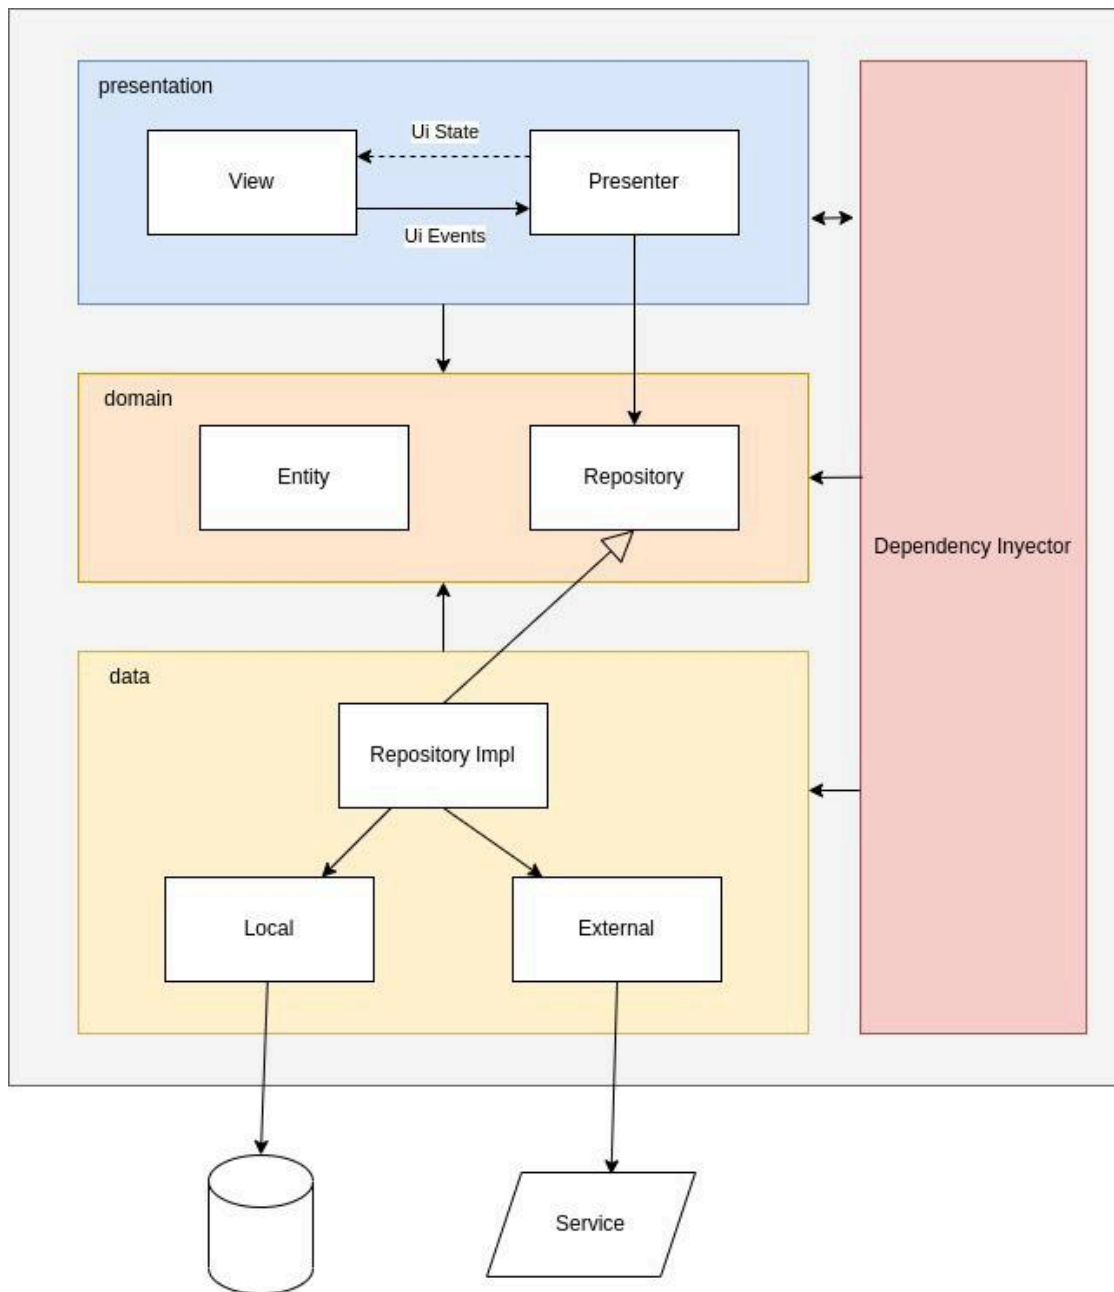 presentation
Ui State
View
Presenter
Ui Events
domain
Entity
Repository
Dependency Inyector
data
Repository Impl
Local
External
Service